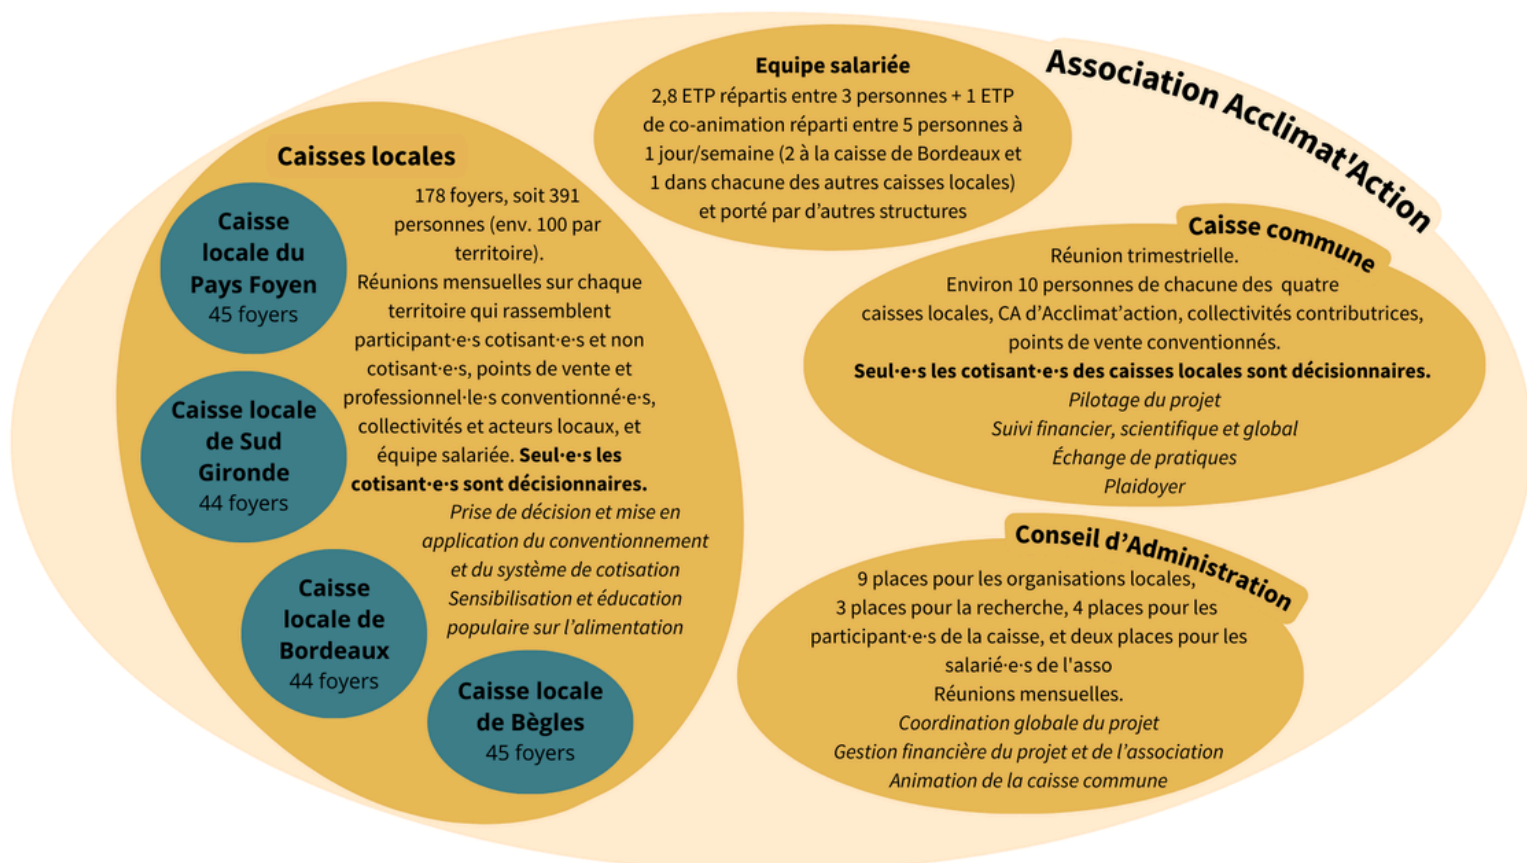 Association Acclimat'Action
Equipe salariée
2,8 ETP répartis entre 3 personnes + 1 ETP
de co-animation réparti entre 5 personnes à
1 jour/semaine (2 à la caisse de Bordeaux et
1 dans chacune des autres caisses locales)
et porté par d'autres structures
Caisses locales
178 foyers, soit 391
personnes (env. 100 par
territoire).
Réunions mensuelles sur chaque
territoire qui rassemblent
participant·e·s cotisant·e·s et non
cotisant·e·s, points de vente et
professionnel·le·s conventionné·e·s,
collectivités et acteurs locaux, et
équipe salariée. Seul·e·s les
cotisant·e·s sont décisionnaires.
Prise de décision et mise en
application du conventionnement
et du système de cotisation
Sensibilisation et éducation
populaire sur l'alimentation
Caisse
locale du
Pays Foyen
45 foyers
Caisse locale
de Sud
Gironde
44 foyers
Caisse
locale de
Bordeaux
44 foyers
Caisse locale
de Bègles
45 foyers
Caisse commune
Réunion trimestrielle.
Environ 10 personnes de chacune des quatre
caisses locales, CA d'Acclimat'action, collectivités contributrices,
points de vente conventionnés.
Seul·e·s les cotisant·e·s des caisses locales sont décisionnaires.
Pilotage du projet
Suivi financier, scientifique et global
Échange de pratiques
Plaidoyer
Conseil d'Administration
9 places pour les organisations locales,
3 places pour la recherche, 4 places pour les
participant·e·s de la caisse, et deux places pour les
salarié·e·s de l'asso
Réunions mensuelles.
Coordination globale du projet
Gestion financière du projet et de l'association
Animation de la caisse commune